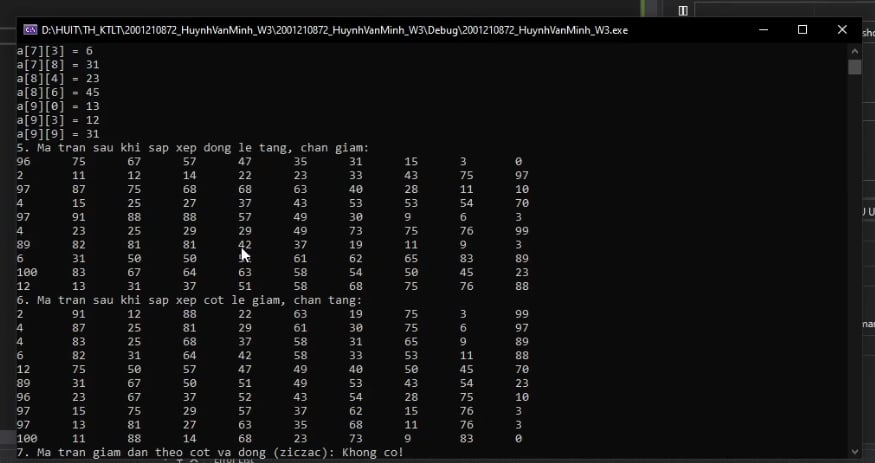 D:\HUIT\TH_KTLT\2001210872_HuynhVanMinh_W3\2001210872_HuynhVanMinh_W3\Debug\2001210872_HuynhVanMinh_W3.exe
a[7][3] = 6
a[7][8] = 31
a[8][4] = 23
a[8][6] = 45
a[9][0] = 13
a[9][3] = 12
a[9][9] = 31
5. Ma tran sau khi sap xep dong le tang, chan giam:
96 75 67 57 47 35 31 15 3 0
2 11 12 14 22 23 33 43 75 97
97 87 75 68 68 63 40 28 11 10
4 15 25 27 37 43 53 53 54 70
97 91 88 88 57 49 30 9 6 3
4 23 25 29 29 49 73 75 76 99
89 82 81 81 42 37 19 11 9 3
6 31 50 50 61 62 65 83 89
100 83 67 64 63 58 54 50 45 23
12 13 31 37 51 58 68 75 76 88
6. Ma tran sau khi sap xep cot le giam, chan tang:
2 91 12 88 22 63 19 75 3 99
4 87 25 81 29 61 30 75 6 97
4 83 25 68 37 58 31 65 9 89
6 82 31 64 42 58 33 53 11 88
12 75 50 57 47 49 40 50 45 70
89 31 67 50 51 49 53 43 54 23
96 23 67 37 52 43 54 28 75 10
97 15 75 29 57 37 62 15 76 3
97 13 81 27 63 35 68 11 76 3
100 11 88 14 68 23 73 9 83 0
7. Ma tran giam dan theo cot va dong (ziczac): Khong co!